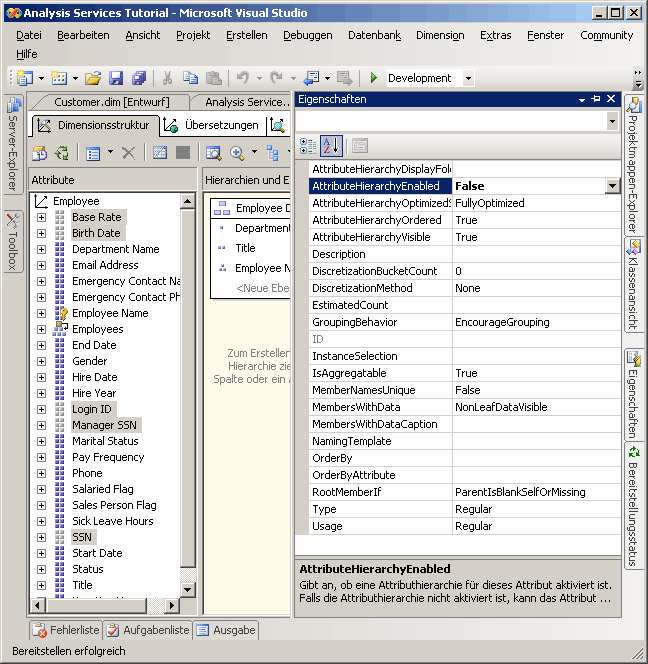 Analysis Services Tutorial - Microsoft Visual Studio
Datei Bearbeiten Ansicht Projekt Erstellen Debuggen Datenbank Dimension Extras Fenster Community
Hilfe
Development
Customer.dim [Entwurf] Analysis Service...
Dimensionsstruktur Übersetzungen
Attribute
Employee
Base Rate
Birth Date
Department Name
Email Address
Emergency Contact Na
Emergency Contact Ph
Employee Name
Employees
End Date
Gender
Hire Date
Hire Year
Login ID
Manager SSN
Marital Status
Pay Frequency
Phone
Salaried Flag
Sales Person Flag
Sick Leave Hours
SSN
Start Date
Status
Title
Hierarchien und E
Employee D
Department
Title
Employee N
<Neue Ebe
Zum Erstellen
Hierarchie zie
Spalte oder ein
Eigenschaften
AttributeHierarchyDisplayFol
AttributeHierarchyEnabled False
AttributeHierarchyOptimizedS FullyOptimized
AttributeHierarchyOrdered True
AttributeHierarchyVisible True
Description
DiscretizationBucketCount 0
DiscretizationMethod None
EstimatedCount
GroupingBehavior EncourageGrouping
ID
InstanceSelection
IsAggregatable True
MemberNamesUnique False
MembersWithData NonLeafDataVisible
MembersWithDataCaption
NamingTemplate
OrderBy
OrderByAttribute
RootMemberIf ParentIsBlankSelfOrMissing
Type Regular
Usage Regular
AttributeHierarchyEnabled
Gibt an, ob eine Attributhierarchie für dieses Attribut aktiviert ist.
Falls die Attributhierarchie nicht aktiviert ist, kann das Attribut ...
Server-Explorer
Toolbox
Projektmappen-Explorer
Klassenansicht
Eigenschaften
Bereitstellungsstatus
Fehlerliste Aufgabenliste Ausgabe
Bereitstellen erfolgreich